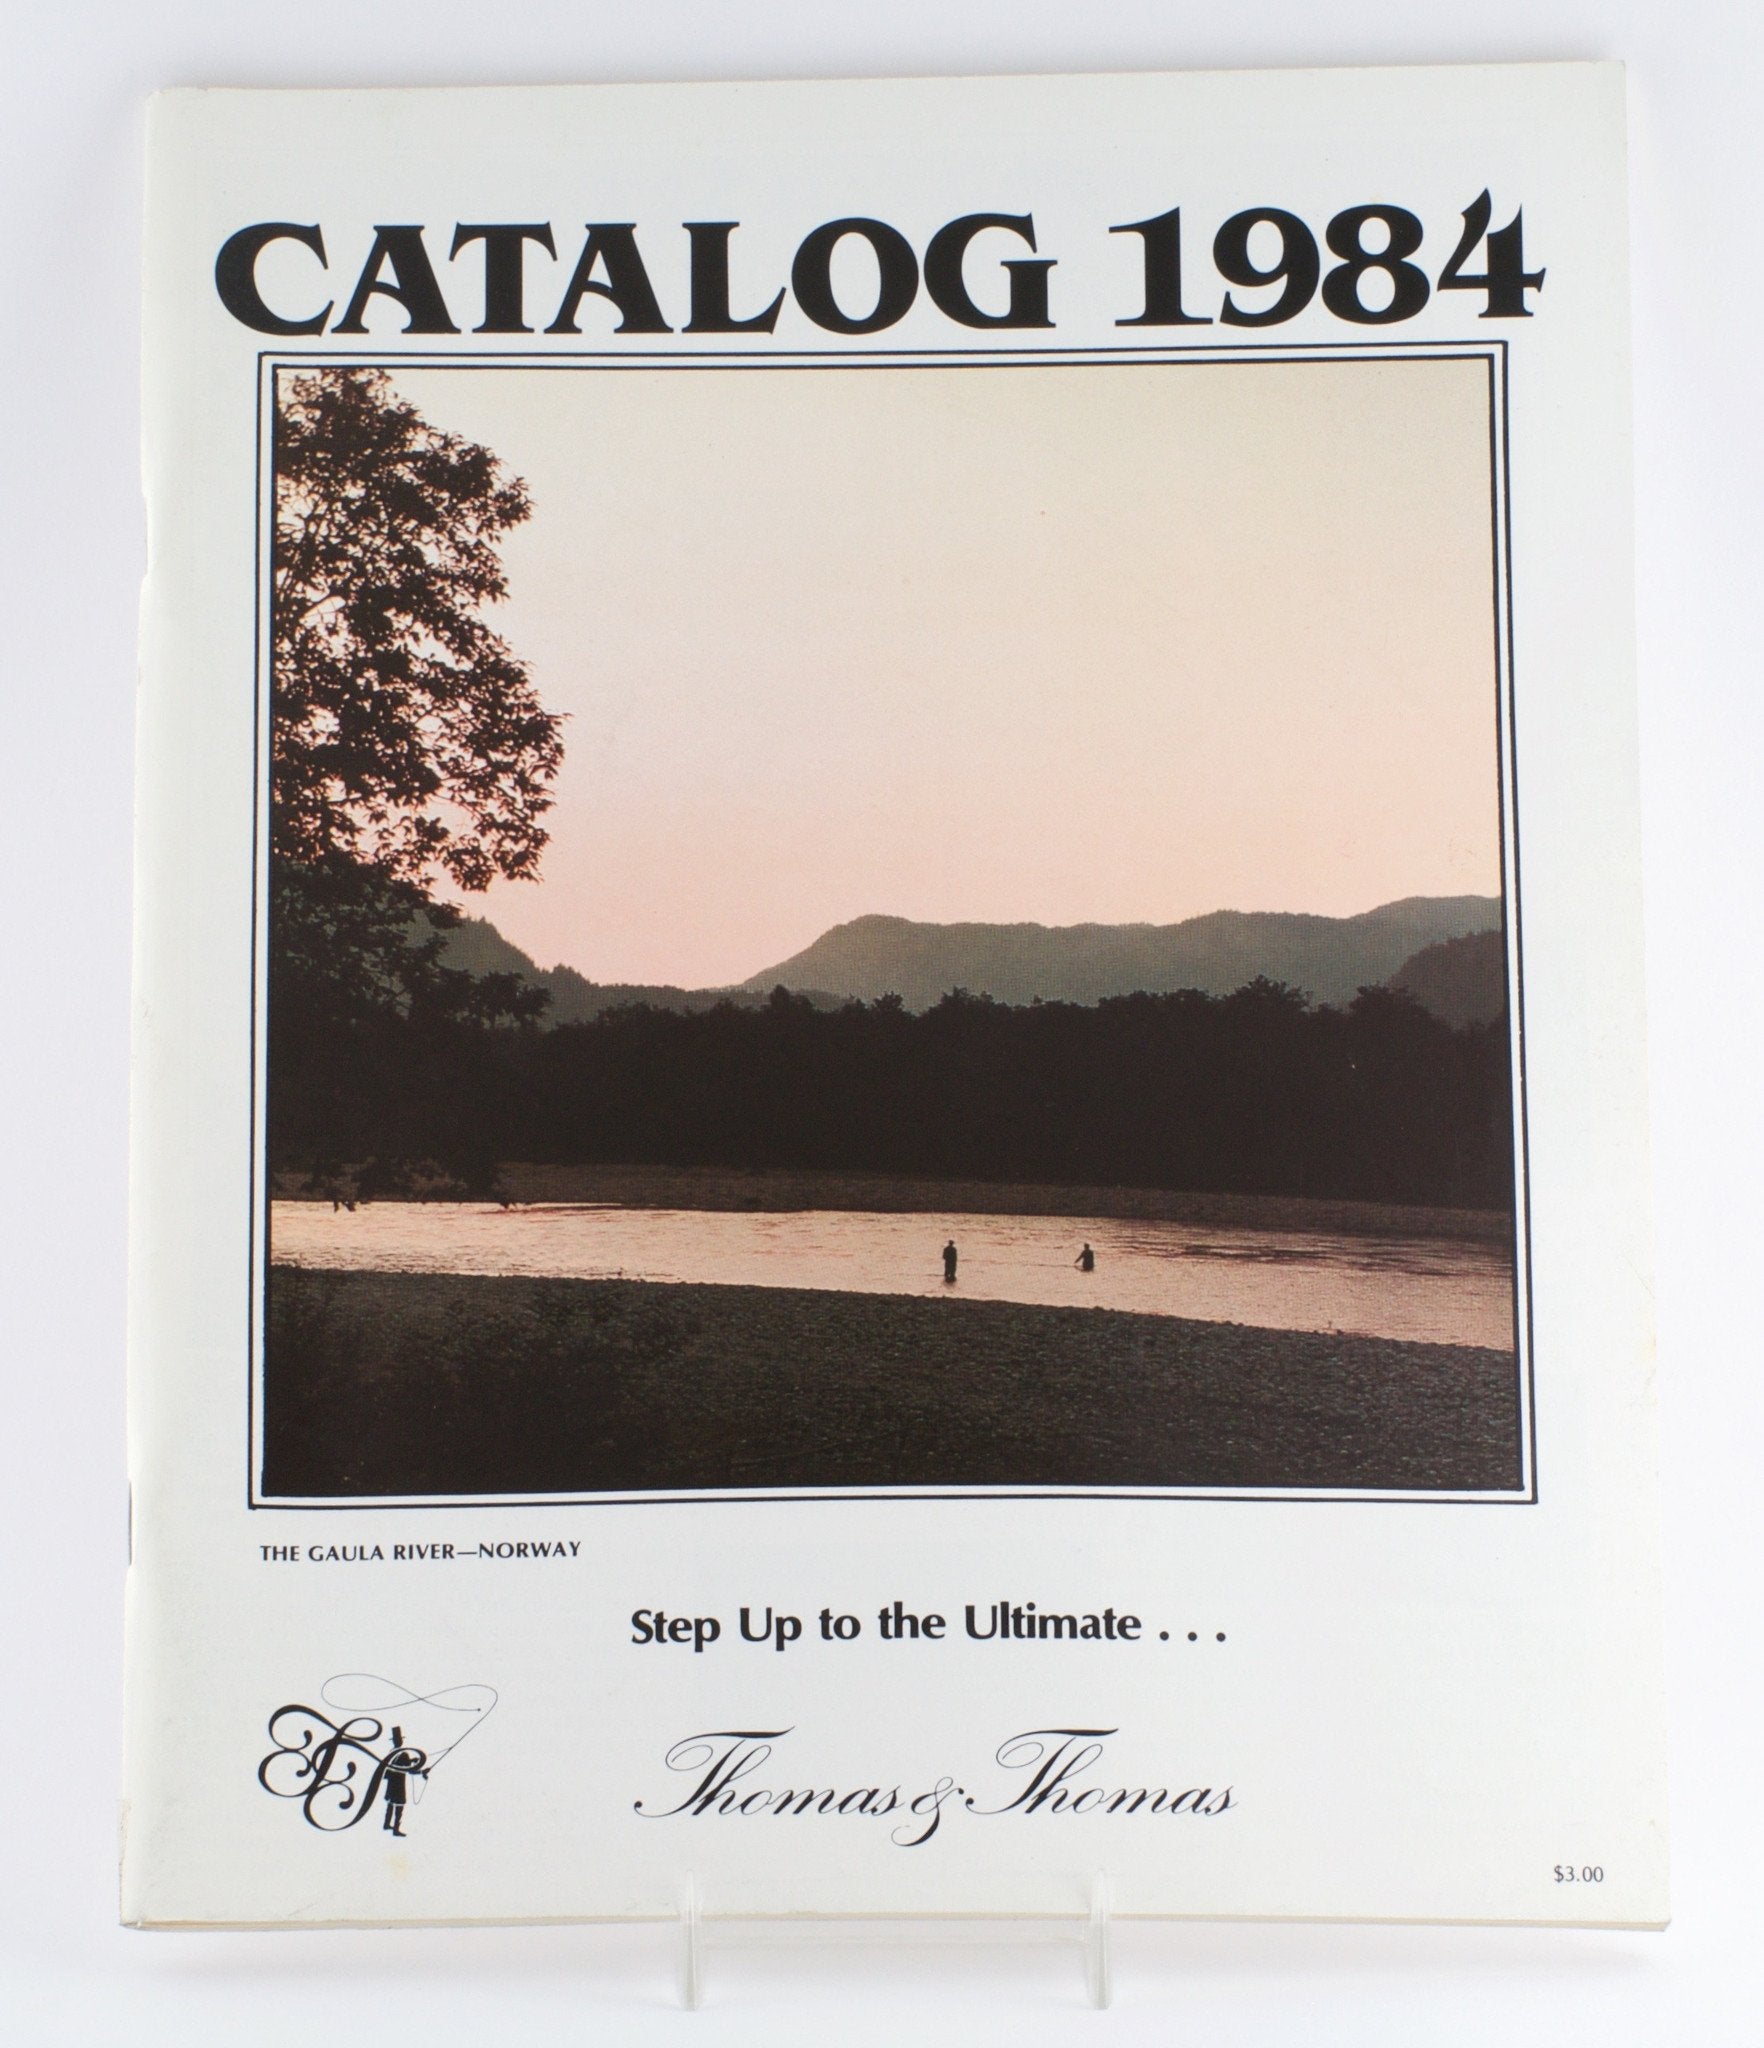 CATALOG 1984
THE GAULA RIVER—NORWAY
Step Up to the Ultimate . . .
T&T
Thomas & Thomas
$3.00